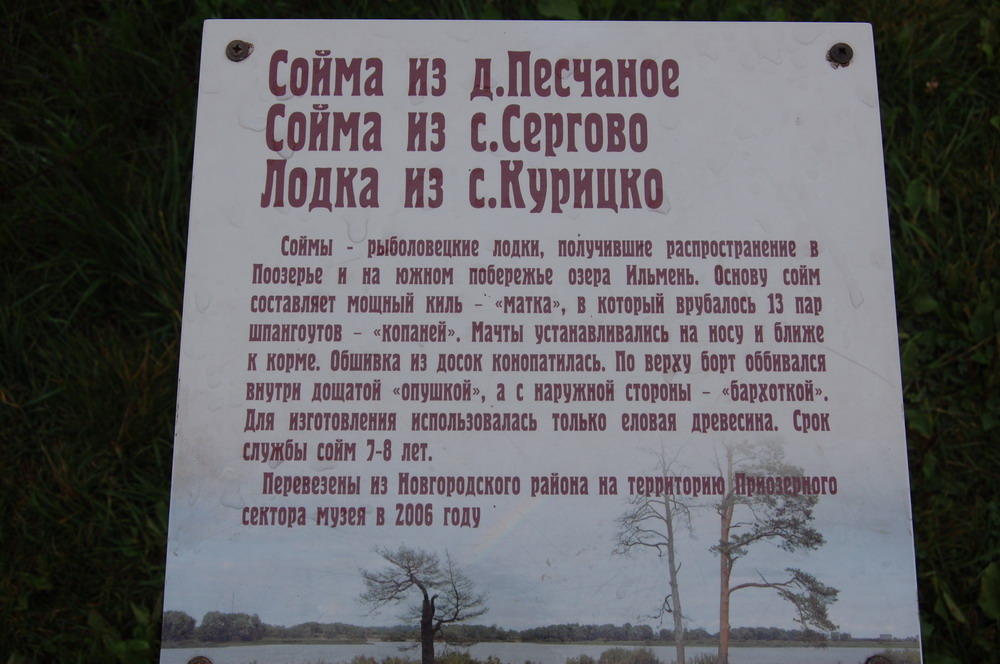 Сойма из д.Песчаное
Сойма из с.Сергово
Лодка из с.Курицко
Соймы - рыболовецкие лодки, получившие распространение в
Поозерье и на южном побережье озера Ильмень. Основу сойм
составляет мощный киль - «матка», в который врубалось 13 пар
шпангоутов - «копаней». Мачты устанавливались на носу и ближе
к корме. Обшивка из досок конопатилась. По верху борт оббивался
внутри дощатой «опушкой», а с наружной стороны - «бархоткой».
Для изготовления использовалась только еловая древесина. Срок
службы сойм 7-8 лет.
Перевезены из Новгородского района на территорию Приозерного
сектора музея в 2006 году